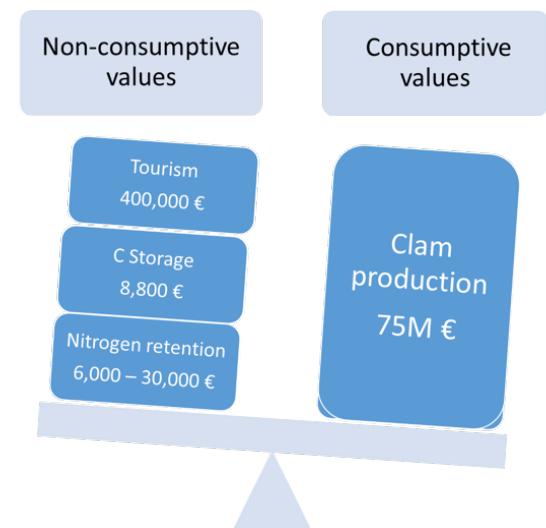 Non-consumptive
values
Consumptive
values
Tourism
400,000 €
C Storage
8,800 €
Nitrogen retention
6,000 – 30,000 €
Clam
production
75M €